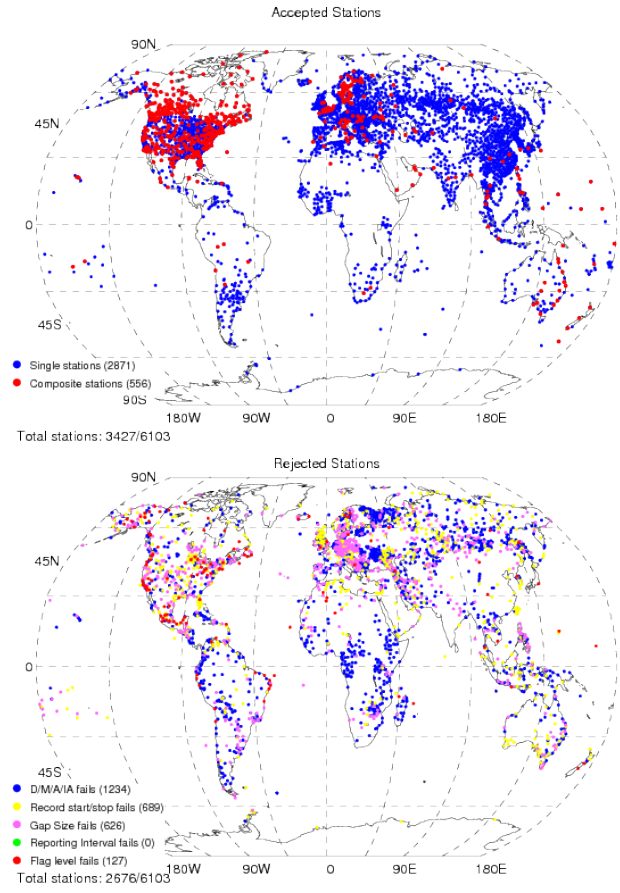 Accepted Stations
90N
45N
0
45S
Single stations (2871)
Composite stations (556)
90S
180W 90W 0 90E 180E
Total stations: 3427/6103
Rejected Stations
90N
45N
0
45S
D/M/A/IA fails (1234)
Record start/stop fails (689)
Gap Size fails (626)
Reporting Interval fails (0)
Flag level fails (127)
90S
180W 90W 0 90E 180E
Total stations: 2676/6103